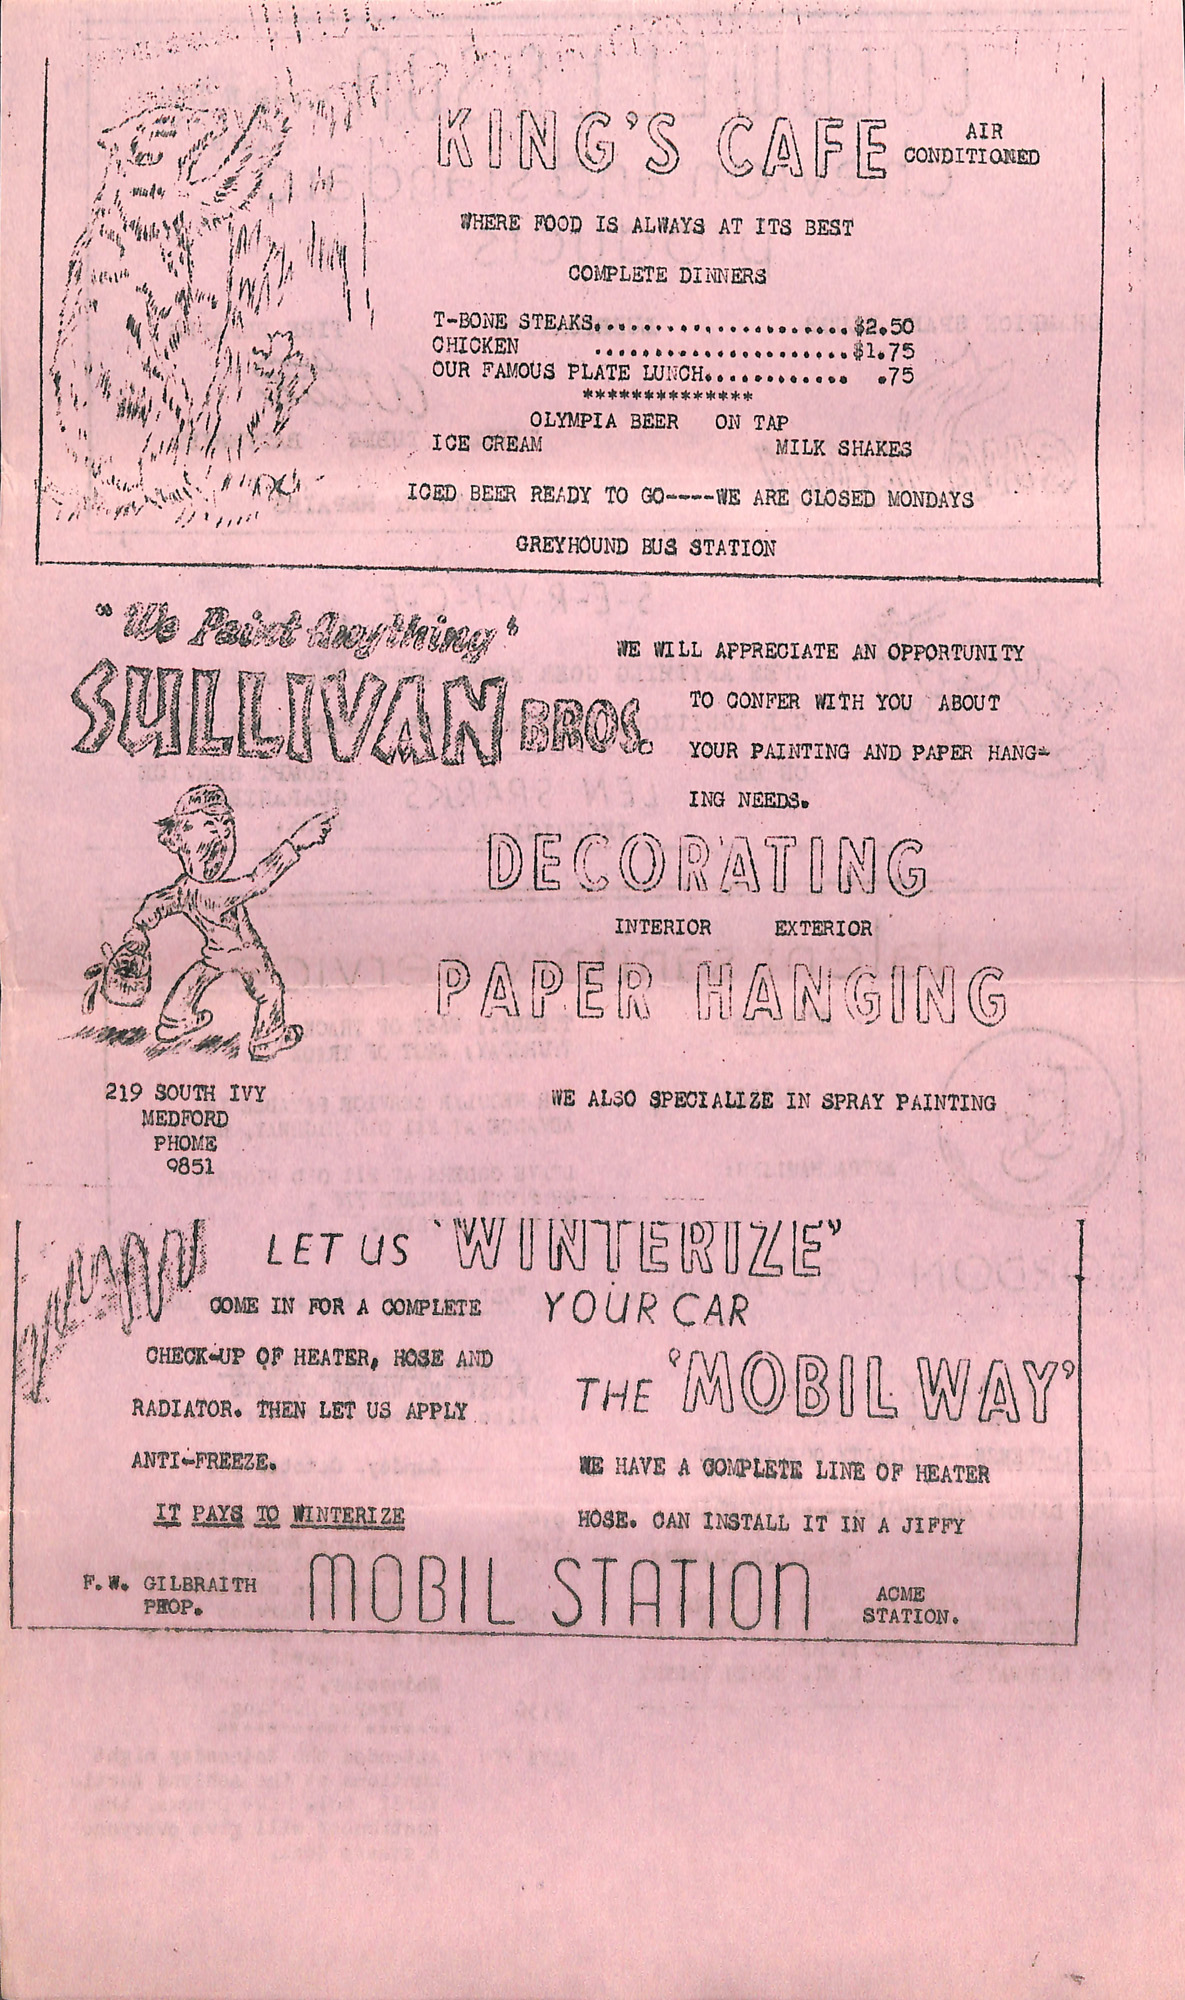 KING'S CAFE AIR
CONDITIONED
WHERE FOOD IS ALWAYS AT ITS BEST
COMPLETE DINNERS
T-BONE STEAKS........................$2.50
CHICKEN ........................$1.75
OUR FAMOUS PLATE LUNCH............. .75
**************
OLYMPIA BEER ON TAP
ICE CREAM MILK SHAKES
ICED BEER READY TO GO----WE ARE CLOSED MONDAYS
GREYHOUND BUS STATION
"We Paint Anything"
SULLIVAN BROS.
WE WILL APPRECIATE AN OPPORTUNITY
TO CONFER WITH YOU ABOUT
YOUR PAINTING AND PAPER HANG-
ING NEEDS.
DECORATING
INTERIOR EXTERIOR
PAPER HANGING
219 SOUTH IVY
MEDFORD
PHOME
9851
WE ALSO SPECIALIZE IN SPRAY PAINTING
LET US 'WINTERIZE'
YOUR CAR
THE 'MOBIL WAY'
COME IN FOR A COMPLETE
CHECK-UP OF HEATER, HOSE AND
RADIATOR. THEN LET US APPLY
ANTI-FREEZE.
IT PAYS TO WINTERIZE
WE HAVE A COMPLETE LINE OF HEATER
HOSE. CAN INSTALL IT IN A JIFFY
F.W. GILBRAITH
PROP.
MOBIL STATION
ACME
STATION.